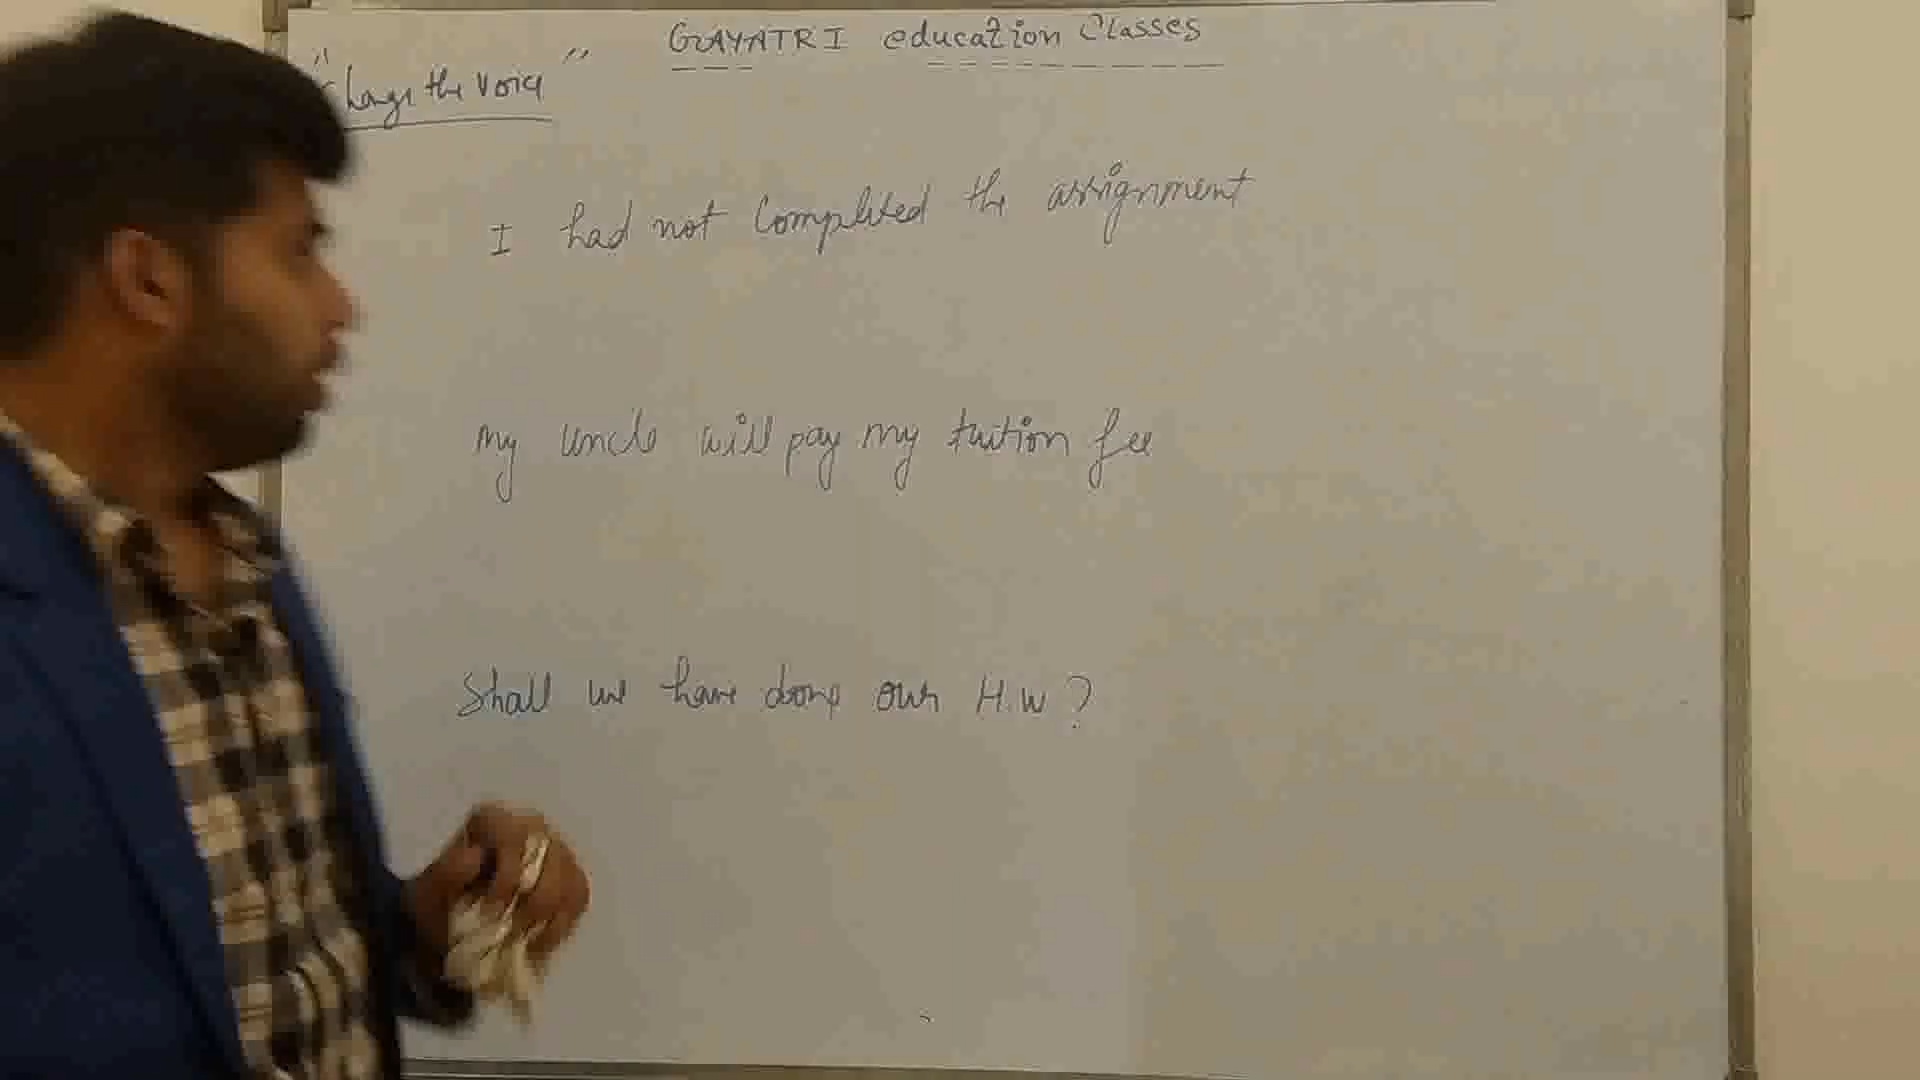 GAYATRI education Classes
"Change the Voice"
I had not Completed the assignment
my uncle will pay my tuition fee
Shall we have done our H.W?